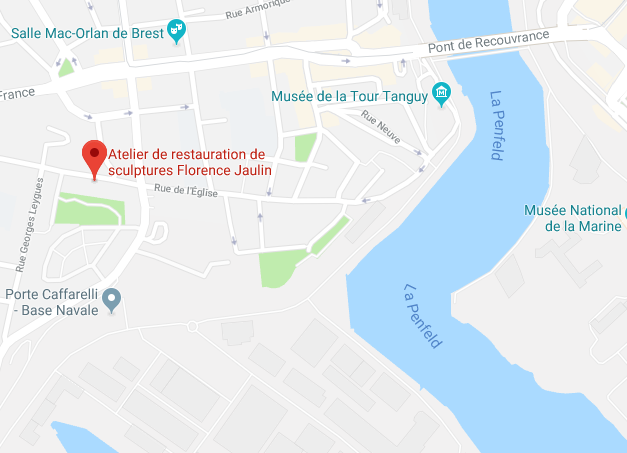 Rue Armorique
Salle Mac-Orlan de Brest
Pont de Recouvrance
France
Musée de la Tour Tanguy
La Penfeld
Rue Neuve
Atelier de restauration de
sculptures Florence Jaulin
Rue de l'Église
Rue Georges Leygues
Musée National
de la Marine
Porte Caffarelli
- Base Navale
La Penfeld